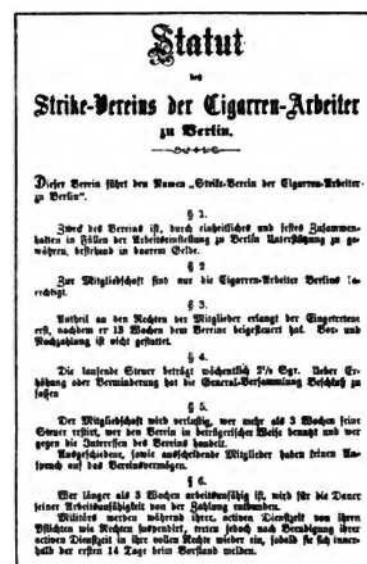 Statut
des
Strike-Vereins der Cigarren-Arbeiter
zu Berlin.
Dieser Verein führt den Namen „Strike-Verein der Cigarren-Arbeiter
zu Berlin“.
§ 1.
Zweck des Vereins ist, durch einheitliches und festes Zusammen-
halten in Fällen der Arbeitseinstellung zu Berlin Unterstützung zu ge-
währen, bestehend in baarem Gelde.
§ 2
Zur Mitgliedschaft sind nur die Cigarren-Arbeiter Berlins be-
rechtigt.
§ 3.
Antheil an den Rechten der Mitglieder erlangt der Eingetretene
erst, nachdem er 13 Wochen dem Vereine beigesteuert hat. Vor- und
Nachzahlung ist nicht gestattet.
§ 4.
Die laufende Steuer beträgt wöchentlich 2½ Sgr. Ueber Er-
höhung oder Verminderung hat die General-Versammlung Beschluß zu
fassen
§ 5.
Der Mitgliedschaft wird verlustig, wer mehr als 3 Wochen seine
Steuer restirt, wer den Verein in betrügerischer Weise benutzt und wer
gegen die Interessen des Vereins handelt.
Ausgeschiedene, sowie ausscheidende Mitglieder haben keinen An-
spruch auf das Vereinsvermögen.
§ 6.
Wer länger als 3 Wochen arbeitsunfähig ist, wird für die Dauer
seiner Arbeitsunfähigkeit von der Zahlung entbunden.
Militärs werden während ihrer activen Dienstzeit von ihren
Pflichten wie Rechten suspendirt, treten jedoch nach Beendigung ihrer
activen Dienstzeit in ihre vollen Rechte wieder ein, sobald sie sich inner-
halb der ersten 14 Tage beim Vorstand melden.